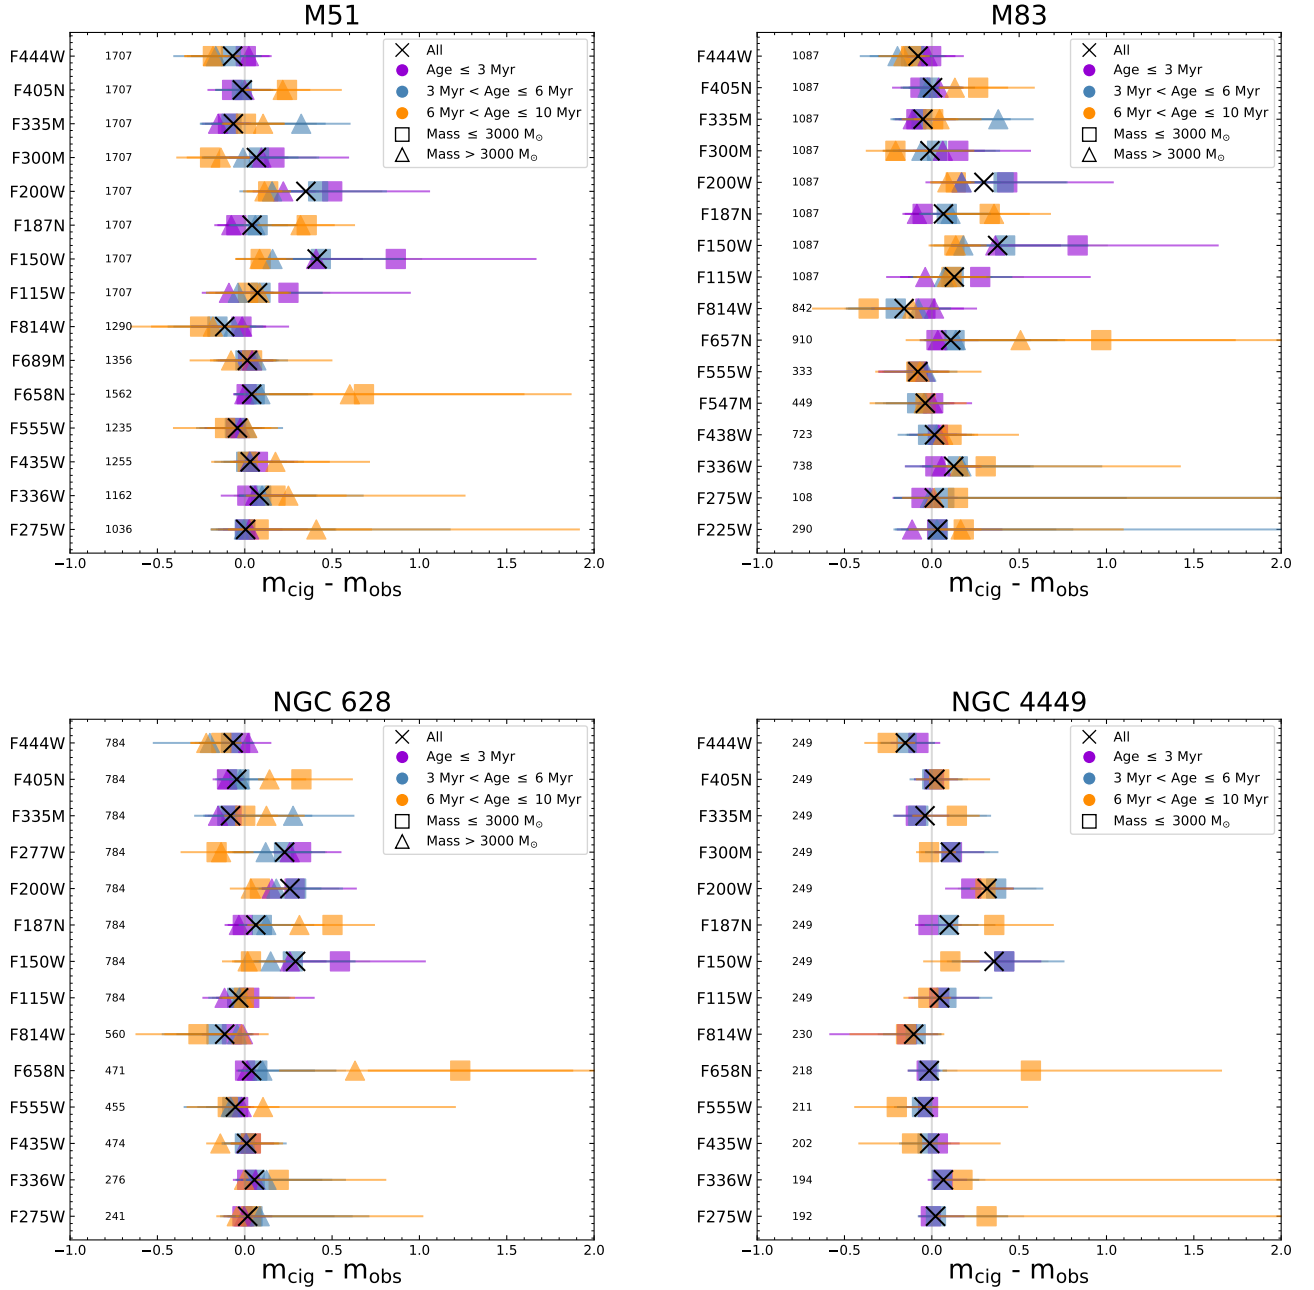 M51
F444W 1707
F405N 1707
F335M 1707
F300M 1707
F200W 1707
F187N 1707
F150W 1707
F115W 1707
F814W 1290
F689M 1356
F658N 1562
F555W 1235
F435W 1255
F336W 1162
F275W 1036
All
Age ≤ 3 Myr
3 Myr < Age ≤ 6 Myr
6 Myr < Age ≤ 10 Myr
Mass ≤ 3000 M⊙
Mass > 3000 M⊙
−1.0 −0.5 0.0 0.5 1.0 1.5 2.0
m_cig - m_obs
M83
F444W 1087
F405N 1087
F335M 1087
F300M 1087
F200W 1087
F187N 1087
F150W 1087
F115W 1087
F814W 842
F657N 910
F555W 333
F547M 449
F438W 723
F336W 738
F275W 108
F225W 290
All
Age ≤ 3 Myr
3 Myr < Age ≤ 6 Myr
6 Myr < Age ≤ 10 Myr
Mass ≤ 3000 M⊙
Mass > 3000 M⊙
−1.0 −0.5 0.0 0.5 1.0 1.5 2.0
m_cig - m_obs
NGC 628
F444W 784
F405N 784
F335M 784
F277W 784
F200W 784
F187N 784
F150W 784
F115W 784
F814W 560
F658N 471
F555W 455
F435W 474
F336W 276
F275W 241
All
Age ≤ 3 Myr
3 Myr < Age ≤ 6 Myr
6 Myr < Age ≤ 10 Myr
Mass ≤ 3000 M⊙
Mass > 3000 M⊙
−1.0 −0.5 0.0 0.5 1.0 1.5 2.0
m_cig - m_obs
NGC 4449
F444W 249
F405N 249
F335M 249
F300M 249
F200W 249
F187N 249
F150W 249
F115W 249
F814W 230
F658N 218
F555W 211
F435W 202
F336W 194
F275W 192
All
Age ≤ 3 Myr
3 Myr < Age ≤ 6 Myr
6 Myr < Age ≤ 10 Myr
Mass ≤ 3000 M⊙
−1.0 −0.5 0.0 0.5 1.0 1.5 2.0
m_cig - m_obs